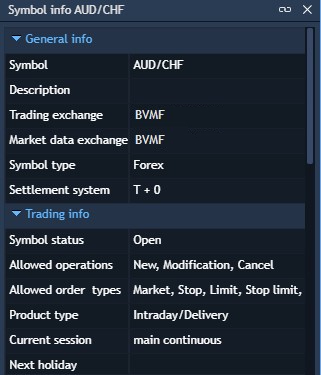 Symbol info AUD/CHF
General info
Symbol AUD/CHF
Description
Trading exchange BVMF
Market data exchange BVMF
Symbol type Forex
Settlement system T + 0
Trading info
Symbol status Open
Allowed operations New, Modification, Cancel
Allowed order types Market, Stop, Limit, Stop limit,
Product type Intraday/Delivery
Current session main continuous
Next holiday